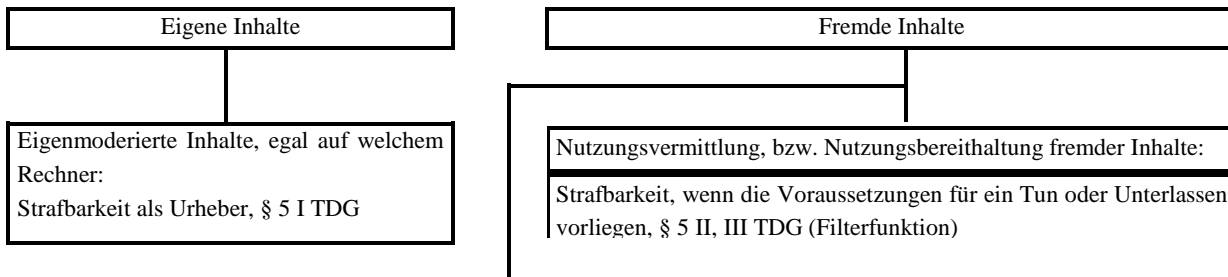 Eigene Inhalte
Fremde Inhalte
Eigenmoderierte Inhalte, egal auf welchem
Rechner:
Strafbarkeit als Urheber, § 5 I TDG
Nutzungsvermittlung, bzw. Nutzungsbereithaltung fremder Inhalte:
Strafbarkeit, wenn die Voraussetzungen für ein Tun oder Unterlassen
vorliegen, § 5 II, III TDG (Filterfunktion)